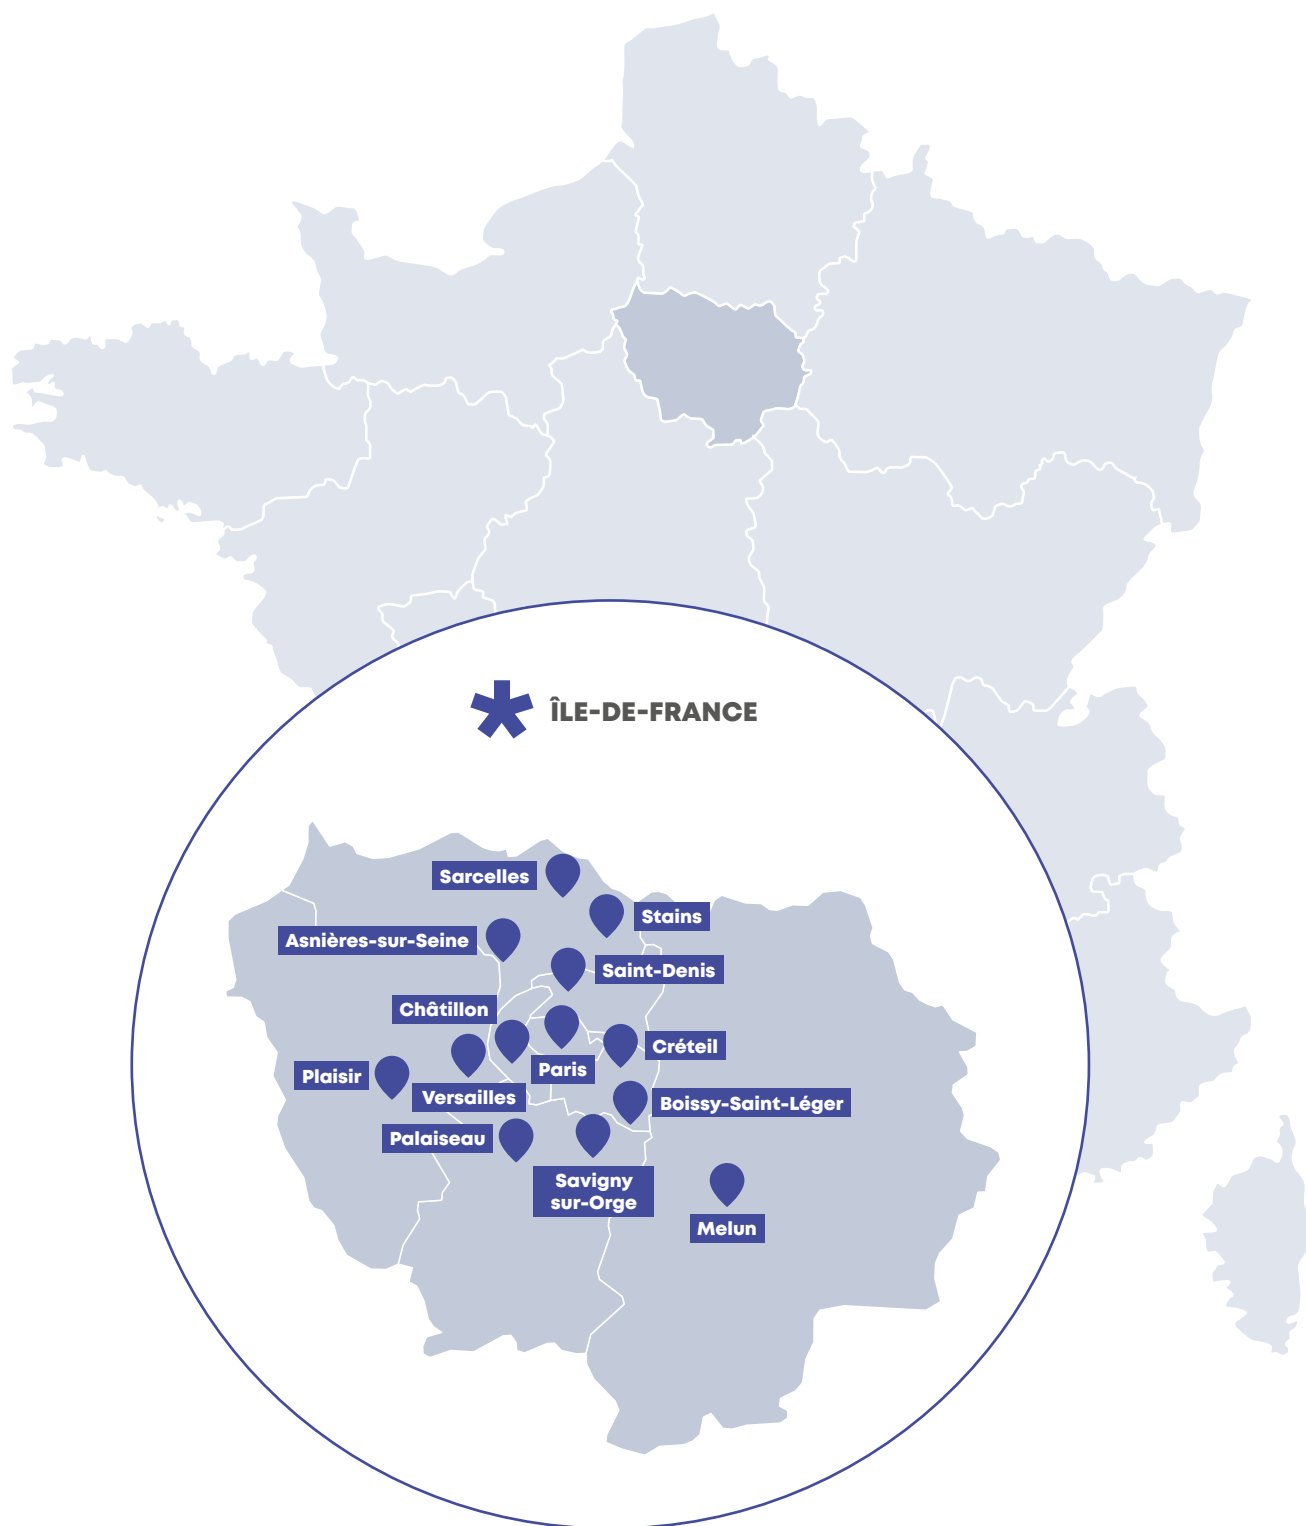 ÎLE-DE-FRANCE
Sarcelles
Stains
Asnières-sur-Seine
Saint-Denis
Châtillon
Créteil
Paris
Plaisir
Versailles
Boissy-Saint-Léger
Palaiseau
Savigny
sur-Orge
Melun